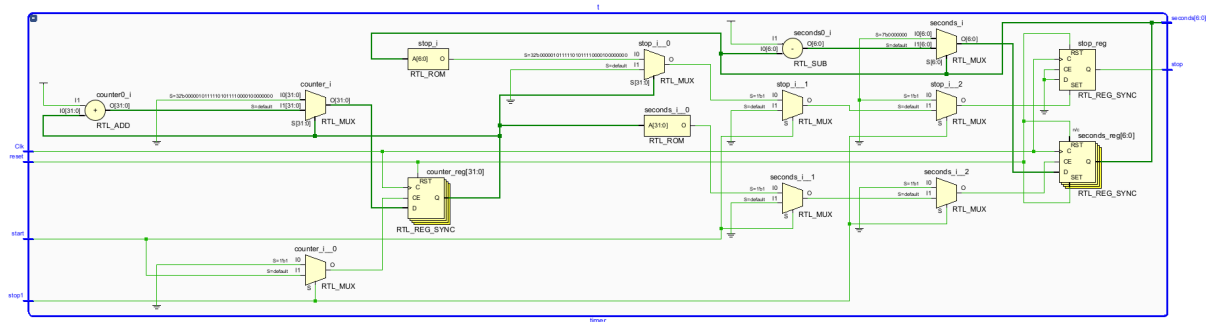 t
seconds[6:0]
stop_i
A[6:0]
O
RTL_ROM
stop_i__0
S=default
I0
I1
O
S[31:0]
RTL_MUX
seconds0_i
I1
I0[6:0]
O[6:0]
-
RTL_SUB
seconds_i
S=7'b0000000
I0[6:0]
S=default
I1[6:0]
O[6:0]
S[6:0]
RTL_MUX
stop_reg
RST
C
CE
D
Q
RTL_REG_SYNC
stop
counter0_i
I1
I0[31:0]
O[31:0]
+
RTL_ADD
counter_i
I0[31:0]
S=default
I1[31:0]
O[31:0]
S[31:0]
RTL_MUX
stop_i__1
S=1'b1
I0
S=default
I1
O
S
RTL_MUX
stop_i__2
S=1'b1
I0
S=default
I1
O
S
RTL_MUX
seconds_i__0
A[31:0]
O
RTL_ROM
n/c
seconds_reg[6:0]
RST
C
CE
D
SET
Q
RTL_REG_SYNC
Clk
reset
counter_reg[31:0]
RST
C
CE
D
Q
RTL_REG_SYNC
seconds_i__1
S=1'b1
I0
S=default
I1
O
S
RTL_MUX
seconds_i__2
S=1'b1
I0
S=default
I1
O
S
RTL_MUX
start
counter_i__0
S=1'b1
I0
S=default
I1
O
S
RTL_MUX
stop1
timer